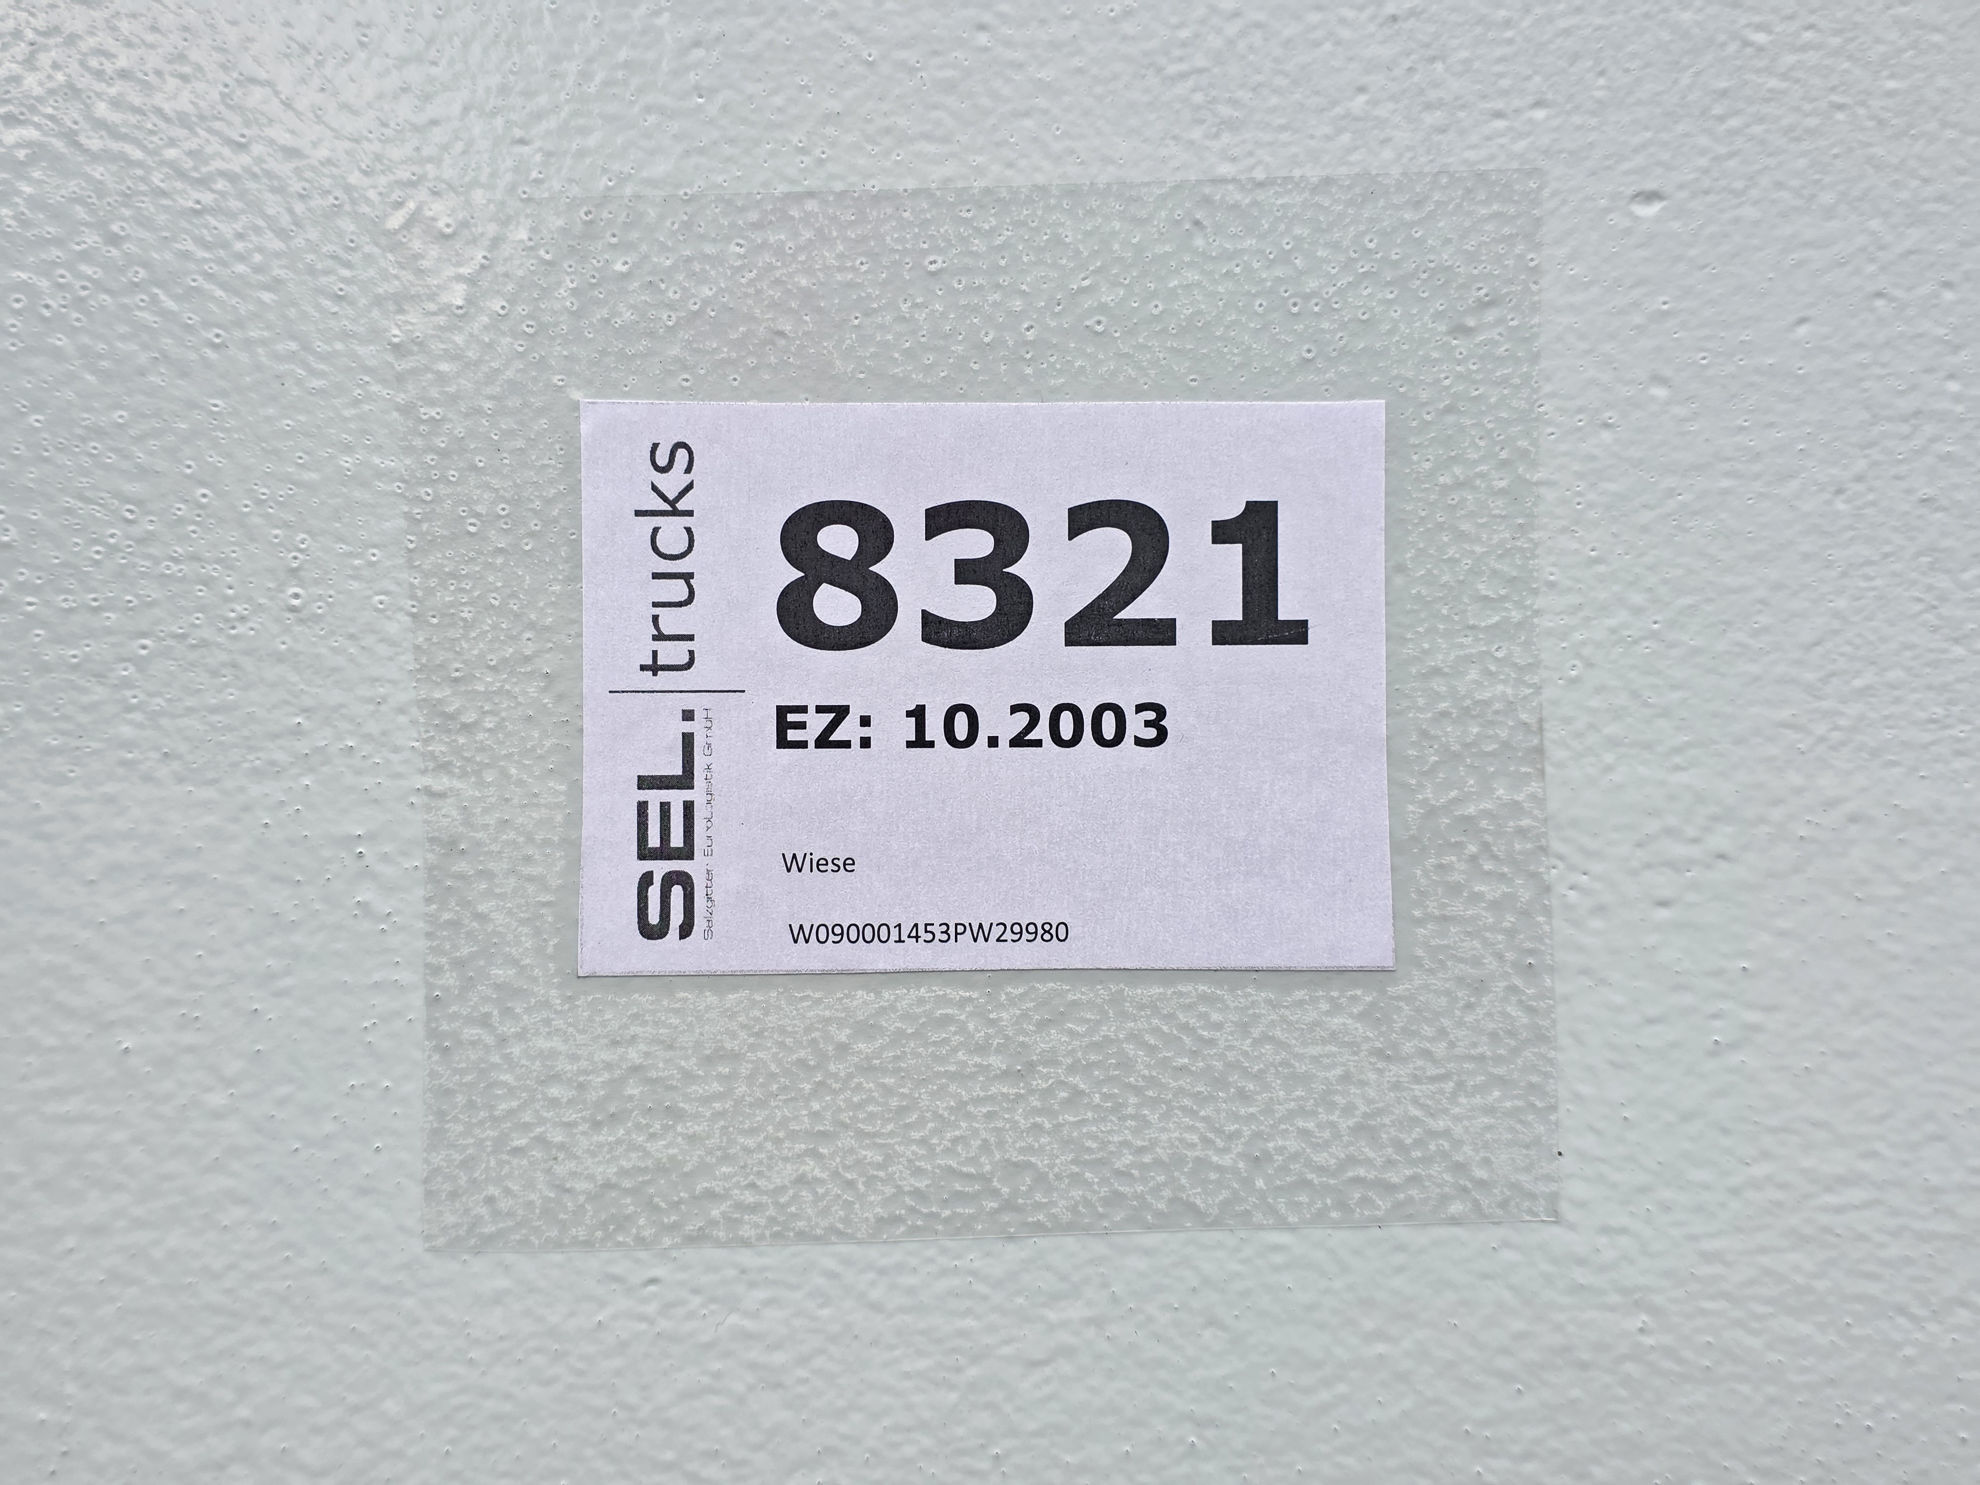 SEL. | trucks
Salzgitter EuroLogistik GmbH
8321
EZ: 10.2003
Wiese
W090001453PW29980